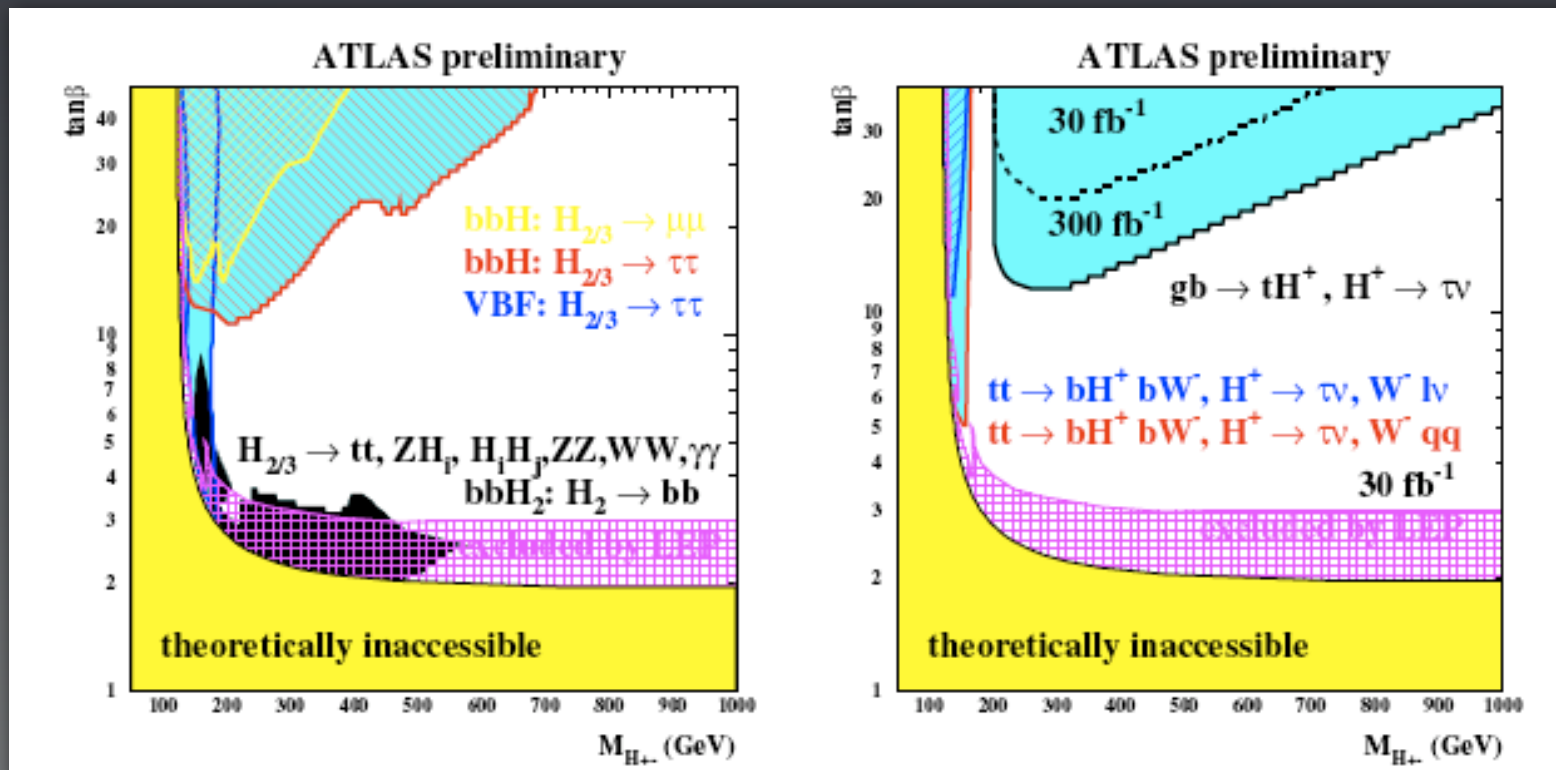 ATLAS preliminary
tanβ
40
30
20
10
9
8
7
6
5
4
3
2
1
bbH: H2/3 → μμ
bbH: H2/3 → ττ
VBF: H2/3 → ττ
H2/3 → tt, ZHi, HiHj,ZZ,WW,γγ
bbH2: H2 → bb
excluded by LEP
theoretically inaccessible
100 200 300 400 500 600 700 800 900 1000
MH+- (GeV)
ATLAS preliminary
tanβ
30
20
10
9
8
7
6
5
4
3
2
1
30 fb-1
300 fb-1
gb → tH+, H+ → τν
tt → bH+ bW-, H+ → τν, W- lν
tt → bH+ bW-, H+ → τν, W- qq
30 fb-1
excluded by LEP
theoretically inaccessible
100 200 300 400 500 600 700 800 900 1000
MH+- (GeV)